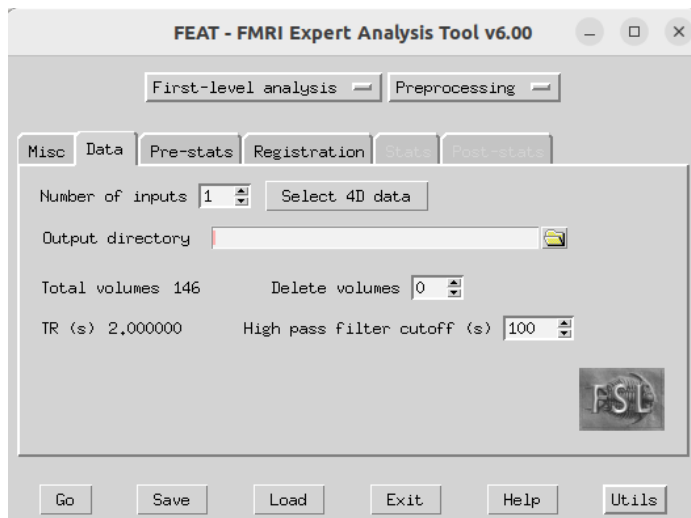 FEAT - FMRI Expert Analysis Tool v6.00
First-level analysis Preprocessing
Misc Data Pre-stats Registration Stats Post-stats
Number of inputs 1 Select 4D data
Output directory
Total volumes 146 Delete volumes 0
TR (s) 2.000000 High pass filter cutoff (s) 100
FSL
Go Save Load Exit Help Utils